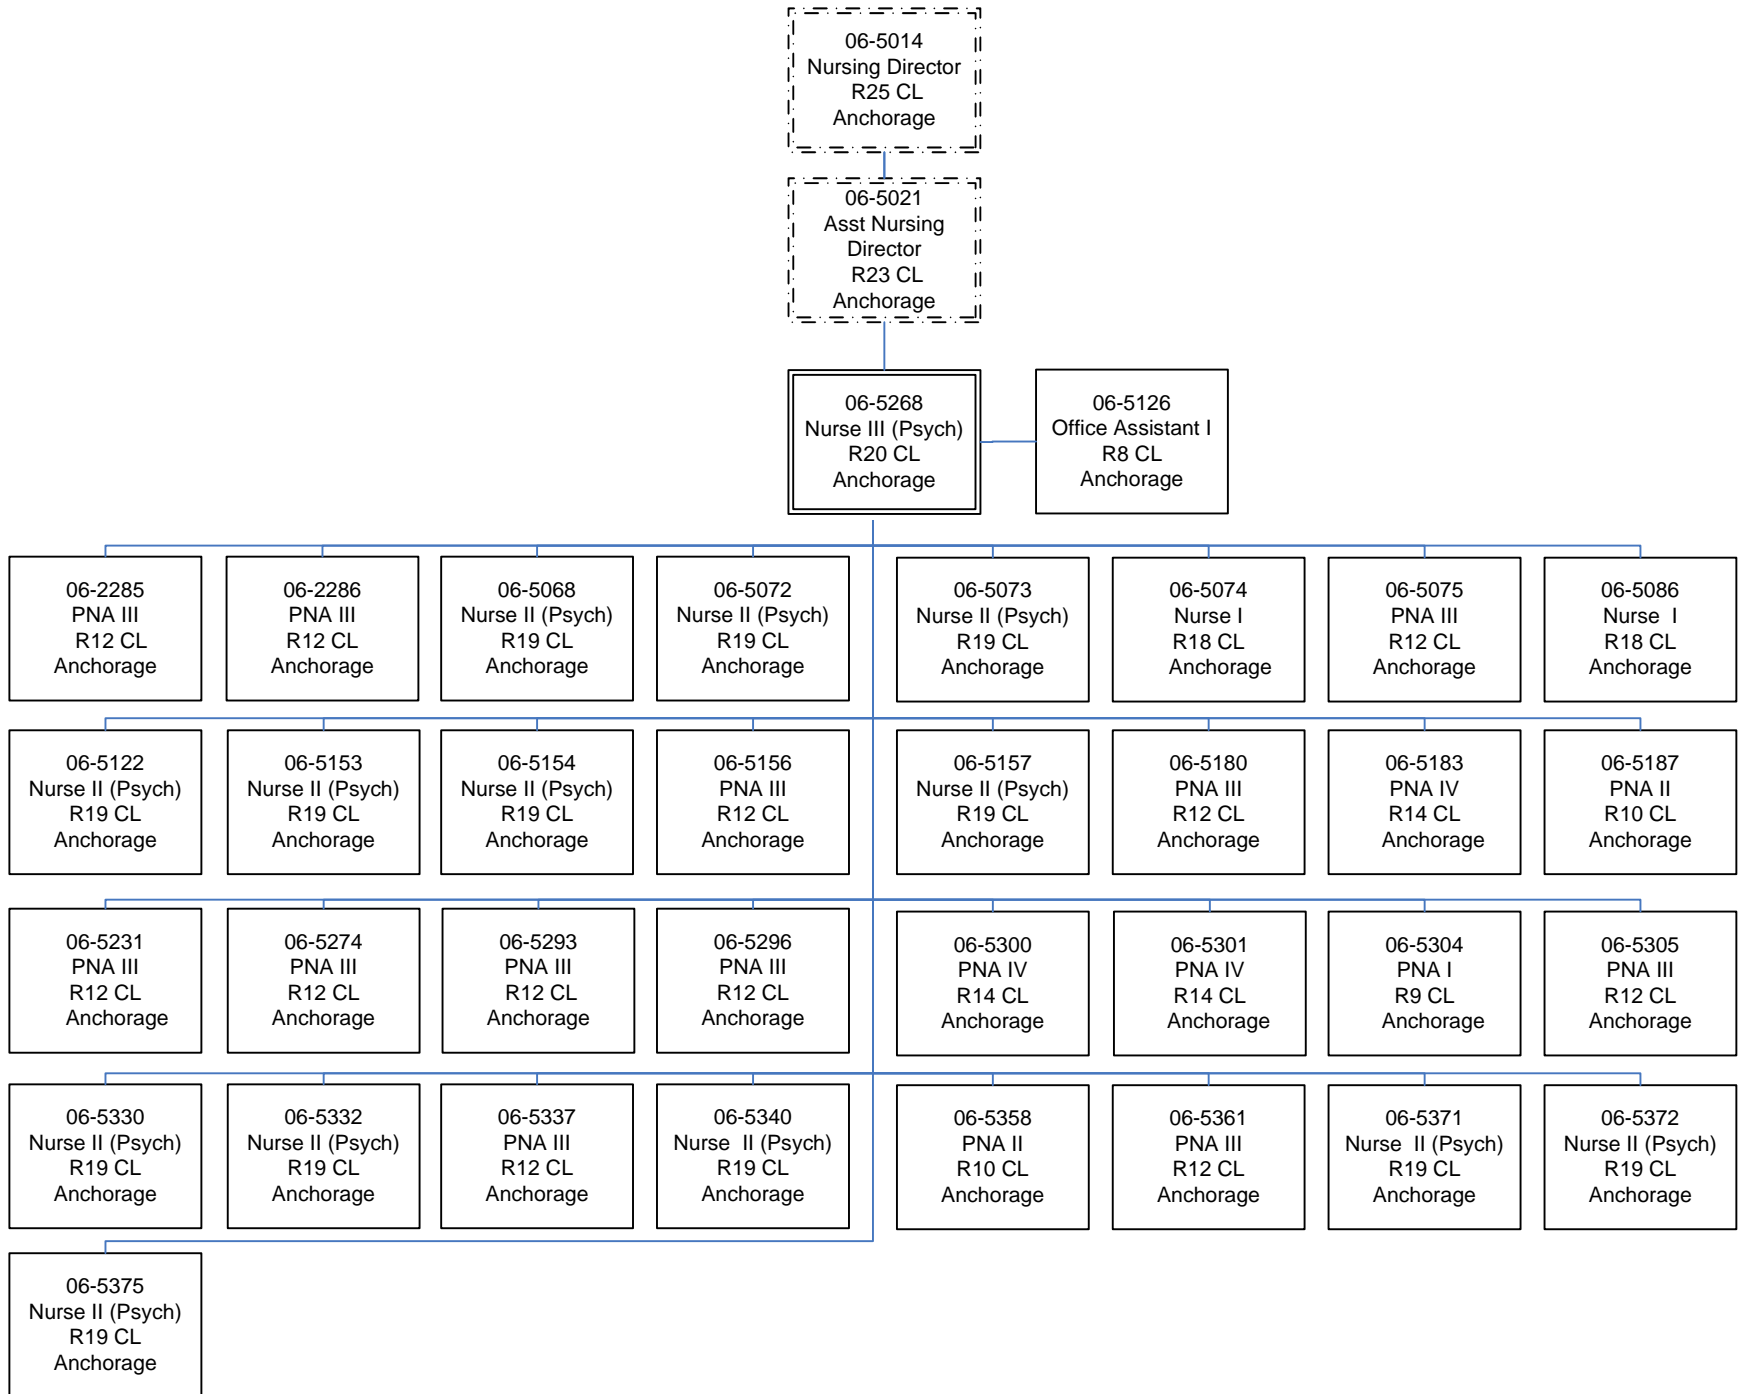 06-5014
Nursing Director
R25 CL
Anchorage
06-5021
Asst Nursing
Director
R23 CL
Anchorage
06-5268
Nurse III (Psych)
R20 CL
Anchorage
06-5126
Office Assistant I
R8 CL
Anchorage
06-2285
PNA III
R12 CL
Anchorage
06-2286
PNA III
R12 CL
Anchorage
06-5068
Nurse II (Psych)
R19 CL
Anchorage
06-5072
Nurse II (Psych)
R19 CL
Anchorage
06-5073
Nurse II (Psych)
R19 CL
Anchorage
06-5074
Nurse I
R18 CL
Anchorage
06-5075
PNA III
R12 CL
Anchorage
06-5086
Nurse I
R18 CL
Anchorage
06-5122
Nurse II (Psych)
R19 CL
Anchorage
06-5153
Nurse II (Psych)
R19 CL
Anchorage
06-5154
Nurse II (Psych)
R19 CL
Anchorage
06-5156
PNA III
R12 CL
Anchorage
06-5157
Nurse II (Psych)
R19 CL
Anchorage
06-5180
PNA III
R12 CL
Anchorage
06-5183
PNA IV
R14 CL
Anchorage
06-5187
PNA II
R10 CL
Anchorage
06-5231
PNA III
R12 CL
Anchorage
06-5274
PNA III
R12 CL
Anchorage
06-5293
PNA III
R12 CL
Anchorage
06-5296
PNA III
R12 CL
Anchorage
06-5300
PNA IV
R14 CL
Anchorage
06-5301
PNA IV
R14 CL
Anchorage
06-5304
PNA I
R9 CL
Anchorage
06-5305
PNA III
R12 CL
Anchorage
06-5330
Nurse II (Psych)
R19 CL
Anchorage
06-5332
Nurse II (Psych)
R19 CL
Anchorage
06-5337
PNA III
R12 CL
Anchorage
06-5340
Nurse II (Psych)
R19 CL
Anchorage
06-5358
PNA II
R10 CL
Anchorage
06-5361
PNA III
R12 CL
Anchorage
06-5371
Nurse II (Psych)
R19 CL
Anchorage
06-5372
Nurse II (Psych)
R19 CL
Anchorage
06-5375
Nurse II (Psych)
R19 CL
Anchorage